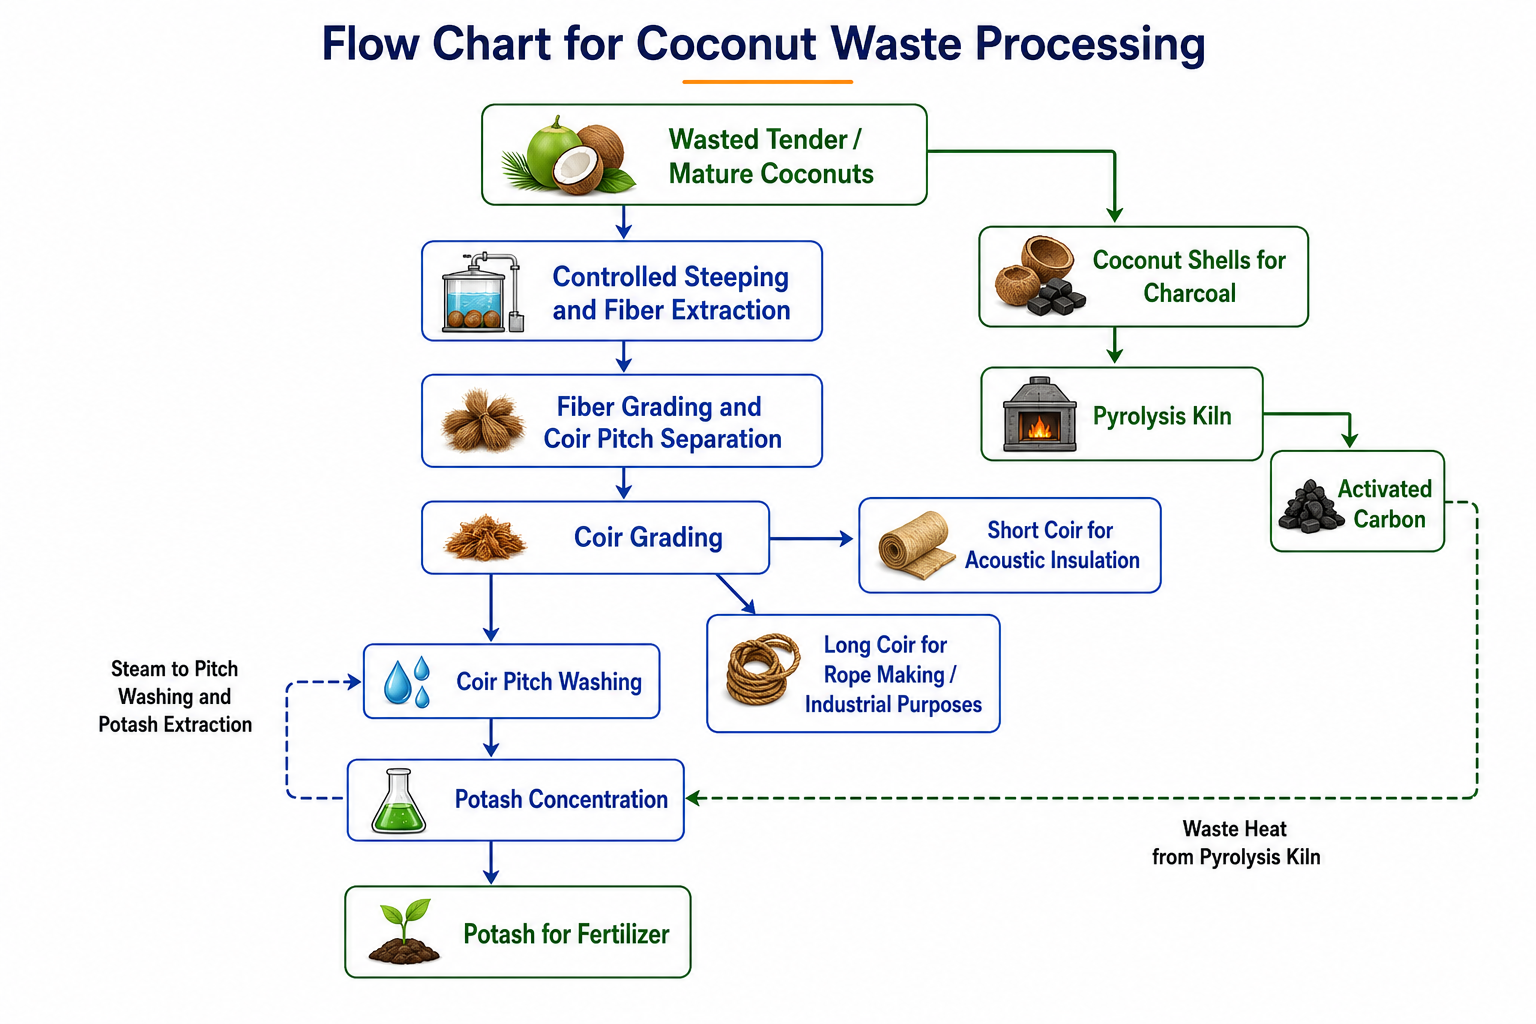 Flow Chart for Coconut Waste Processing
Wasted Tender /
Mature Coconuts
Controlled Steeping
and Fiber Extraction
Coconut Shells for
Charcoal
Fiber Grading and
Coir Pitch Separation
Pyrolysis Kiln
Activated
Carbon
Coir Grading
Short Coir for
Acoustic Insulation
Long Coir for
Rope Making /
Industrial Purposes
Steam to Pitch
Washing and
Potash Extraction
Coir Pitch Washing
Potash Concentration
Waste Heat
from Pyrolysis Kiln
Potash for Fertilizer